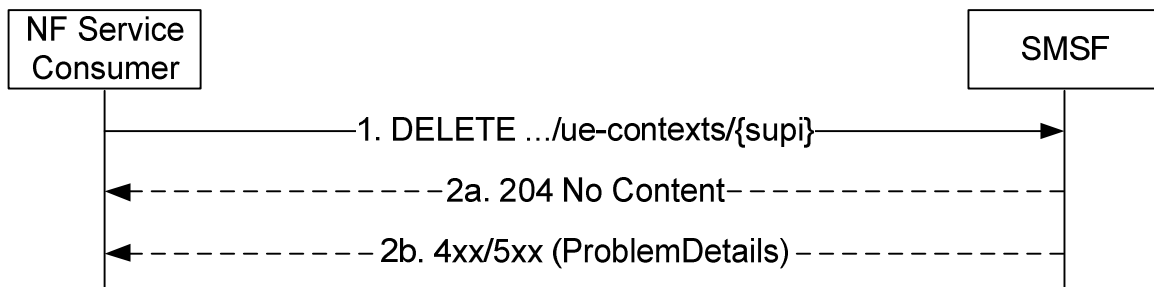 NF Service
Consumer
SMSF
1. DELETE .../ue-contexts/{supi}
2a. 204 No Content
2b. 4xx/5xx (ProblemDetails)